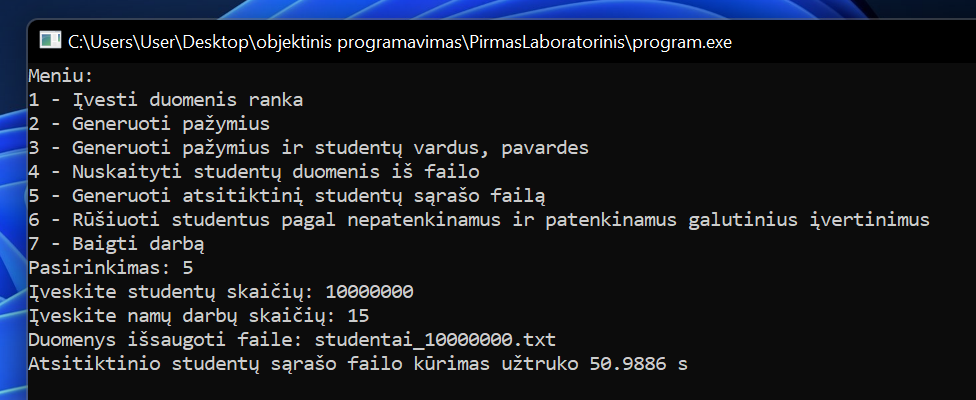 C:\Users\User\Desktop\objektinis programavimas\PirmasLaboratorinis\program.exe
Meniu:
1 - Įvesti duomenis ranka
2 - Generuoti pažymius
3 - Generuoti pažymius ir studentų vardus, pavardes
4 - Nuskaityti studentų duomenis iš failo
5 - Generuoti atsitiktinį studentų sąrašo failą
6 - Rūšiuoti studentus pagal nepatenkinamus ir patenkinamus galutinius įvertinimus
7 - Baigti darbą
Pasirinkimas: 5
Įveskite studentų skaičių: 10000000
Įveskite namų darbų skaičių: 15
Duomenys išsaugoti faile: studentai_10000000.txt
Atsitiktinio studentų sąrašo failo kūrimas užtruko 50.9886 s